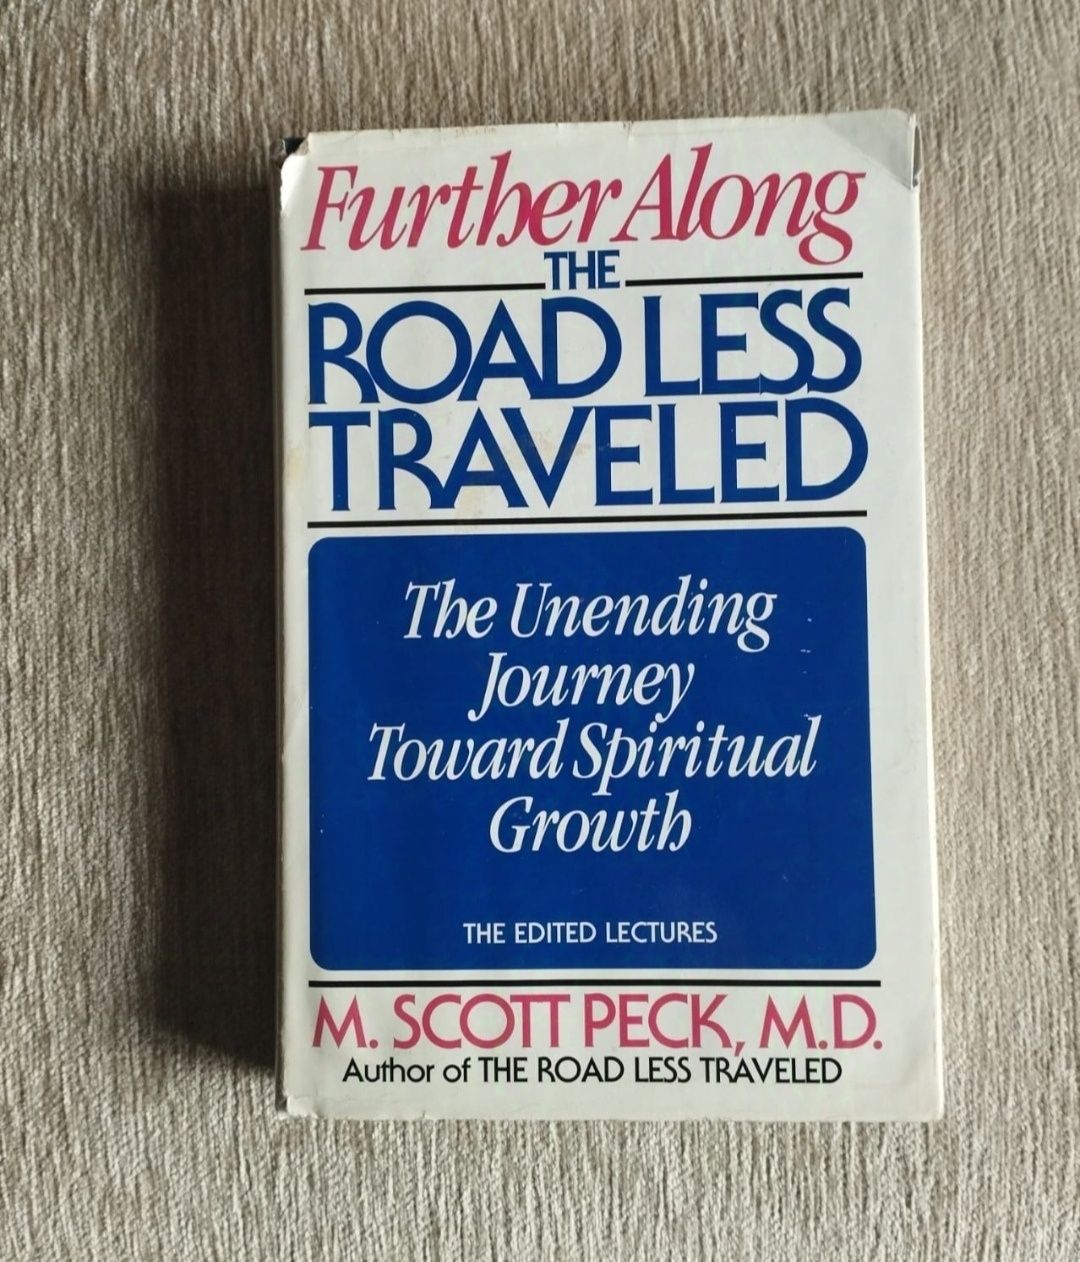 Further Along
THE
ROAD LESS
TRAVELED
The Unending
Journey
Toward Spiritual
Growth
THE EDITED LECTURES
M. SCOTT PECK, M.D.
Author of THE ROAD LESS TRAVELED